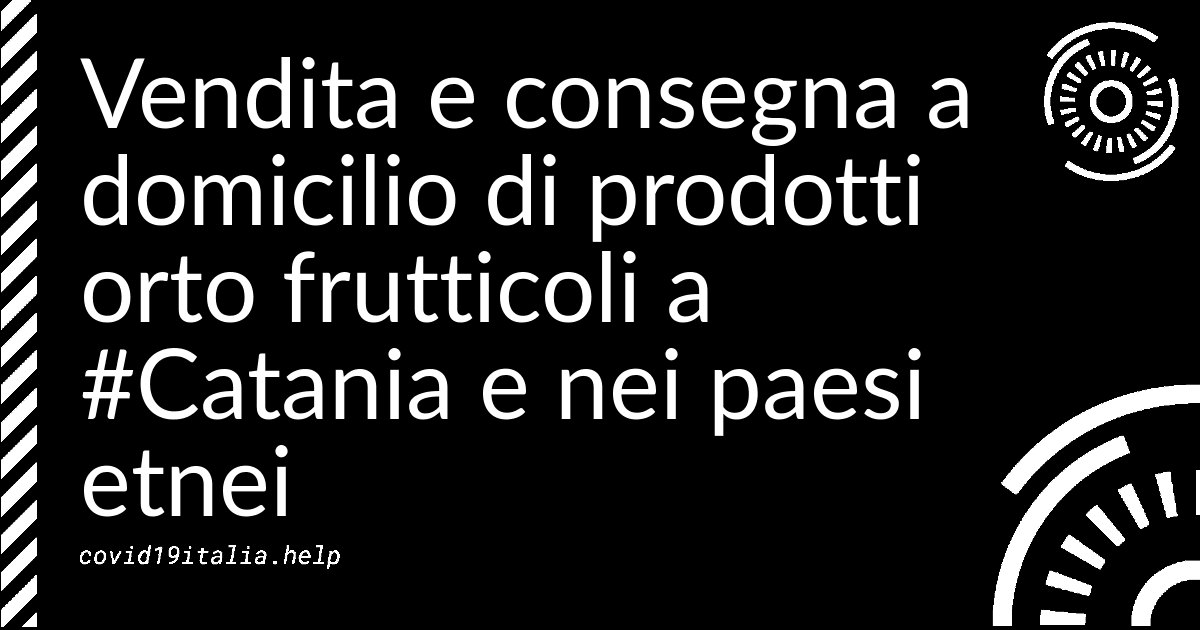 Vendita e consegna a
domicilio di prodotti
orto frutticoli a
#Catania e nei paesi
etnei
covid19italia.help